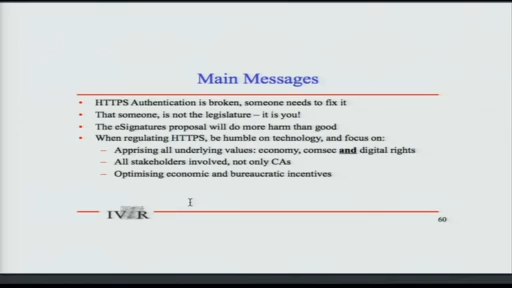 Main Messages
HTTPS Authentication is broken, someone needs to fix it
That someone, is not the legislature – it is you!
The eSignatures proposal will do more harm than good
When regulating HTTPS, be humble on technology, and focus on:
– Apprising all underlying values: economy, comsec and digital rights
– All stakeholders involved, not only CAs
– Optimising economic and bureaucratic incentives
60